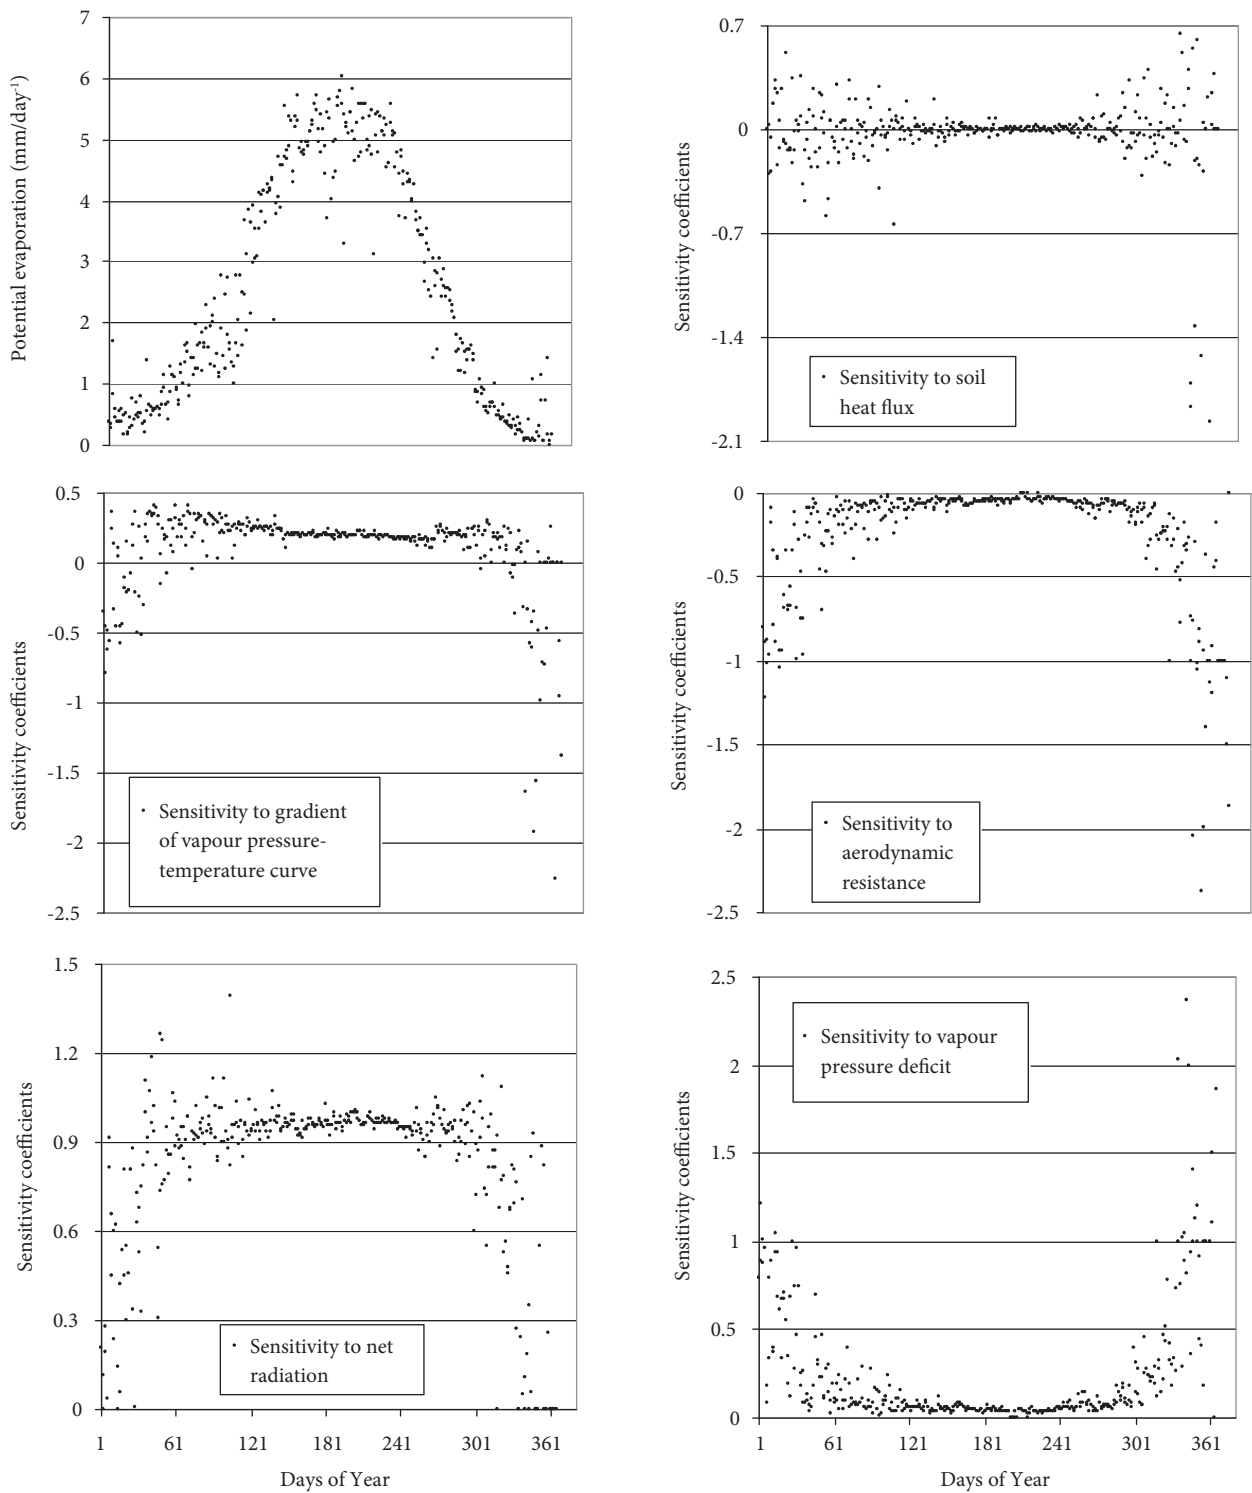 7
6
5
4
3
2
1
0
Potential evaporation (mm/day-1)
0.7
0
-0.7
-1.4
-2.1
Sensitivity coefficients
Sensitivity to soil
heat flux
0.5
0
-0.5
-1
-1.5
-2
-2.5
Sensitivity coefficients
Sensitivity to gradient
of vapour pressure-
temperature curve
0
-0.5
-1
-1.5
-2
-2.5
Sensitivity coefficients
Sensitivity to
aerodynamic
resistance
1.5
1.2
0.9
0.6
0.3
0
Sensitivity coefficients
Sensitivity to net
radiation
1 61 121 181 241 301 361
Days of Year
2.5
2
1.5
1
0.5
0
Sensitivity coefficients
Sensitivity to vapour
pressure deficit
1 61 121 181 241 301 361
Days of Year